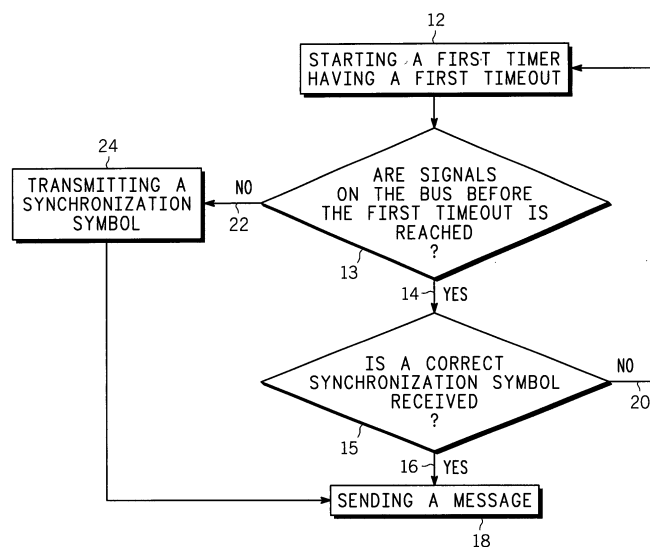 12
STARTING A FIRST TIMER
HAVING A FIRST TIMEOUT
24
TRANSMITTING A
SYNCHRONIZATION
SYMBOL
NO
22
ARE SIGNALS
ON THE BUS BEFORE
THE FIRST TIMEOUT IS
REACHED
?
13
14
YES
IS A CORRECT
SYNCHRONIZATION SYMBOL
RECEIVED
?
NO
20
15
16
YES
SENDING A MESSAGE
18